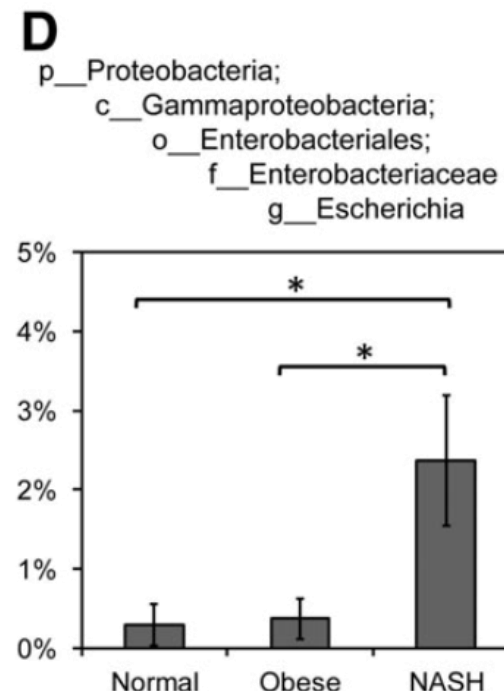 D
p__Proteobacteria;
c__Gammaproteobacteria;
o__Enterobacteriales;
f__Enterobacteriaceae
g__Escherichia
5%
*
4%
*
3%
2%
1%
0%
Normal Obese NASH